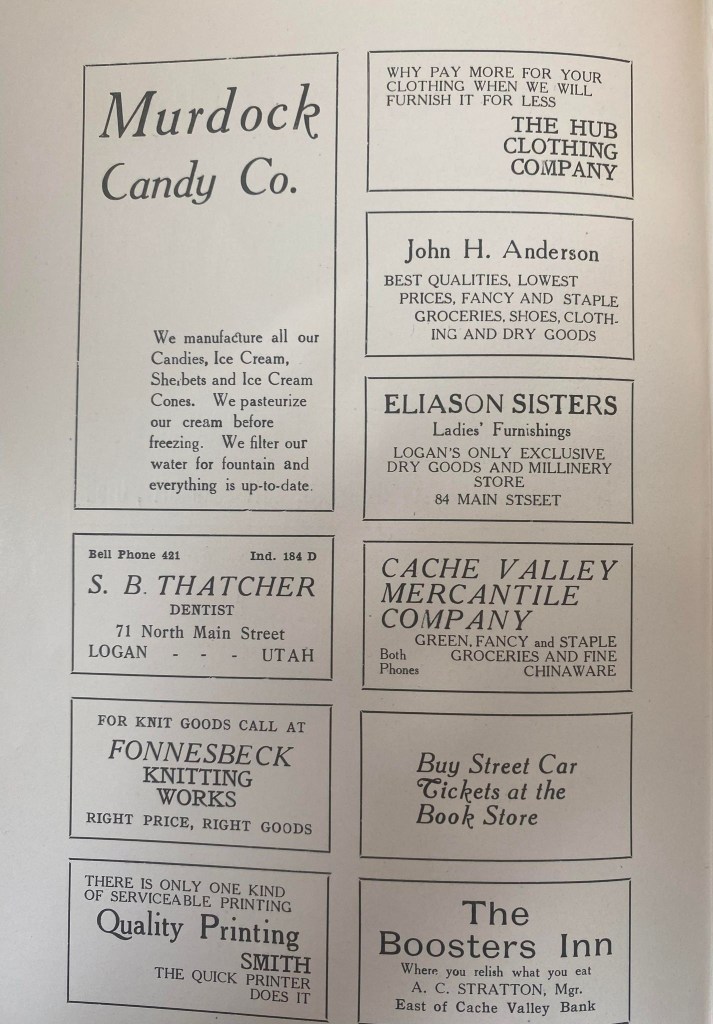 Murdock
Candy Co.
We manufacture all our
Candies, Ice Cream,
Sherbets and Ice Cream
Cones. We pasteurize
our cream before
freezing. We filter our
water for fountain and
everything is up-to-date.
Bell Phone 421 Ind. 184 D
S. B. THATCHER
DENTIST
71 North Main Street
LOGAN - - - UTAH
FOR KNIT GOODS CALL AT
FONNESBECK
KNITTING
WORKS
RIGHT PRICE, RIGHT GOODS
THERE IS ONLY ONE KIND
OF SERVICEABLE PRINTING
Quality Printing
SMITH
THE QUICK PRINTER
DOES IT
WHY PAY MORE FOR YOUR
CLOTHING WHEN WE WILL
FURNISH IT FOR LESS
THE HUB
CLOTHING
COMPANY
John H. Anderson
BEST QUALITIES, LOWEST
PRICES, FANCY AND STAPLE
GROCERIES, SHOES, CLOTH-
ING AND DRY GOODS
ELIASON SISTERS
Ladies' Furnishings
LOGAN'S ONLY EXCLUSIVE
DRY GOODS AND MILLINERY
STORE
84 MAIN STSEET
CACHE VALLEY
MERCANTILE
COMPANY
GREEN, FANCY and STAPLE
Both GROCERIES AND FINE
Phones CHINAWARE
Buy Street Car
Tickets at the
Book Store
The
Boosters Inn
Where you relish what you eat
A. C. STRATTON, Mgr.
East of Cache Valley Bank